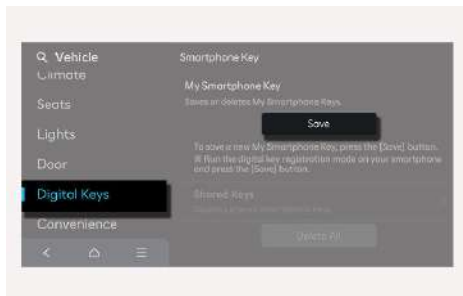 Vehicle
Climate
Seats
Lights
Door
Digital Keys
Convenience
Smartphone Key
My Smartphone Key
Saves or deletes My Smartphone Keys.
Save
To save a new My Smartphone Key, press the [Save] button.
※ Run the digital key registration mode on your smartphone
and press the [Save] button.
Shared Keys
Delete All